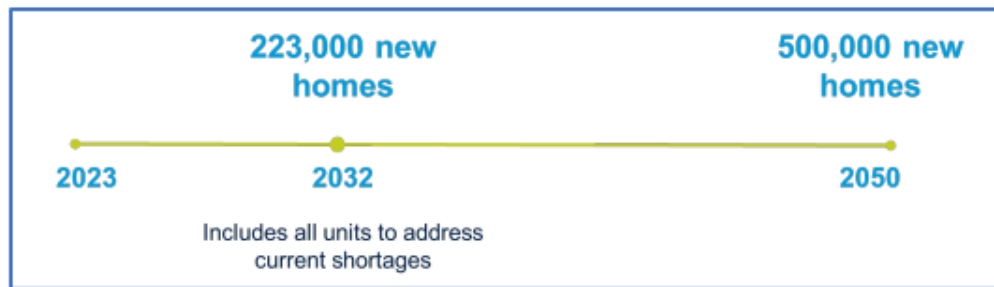 223,000 new
homes
500,000 new
homes
2023
2032
2050
Includes all units to address
current shortages